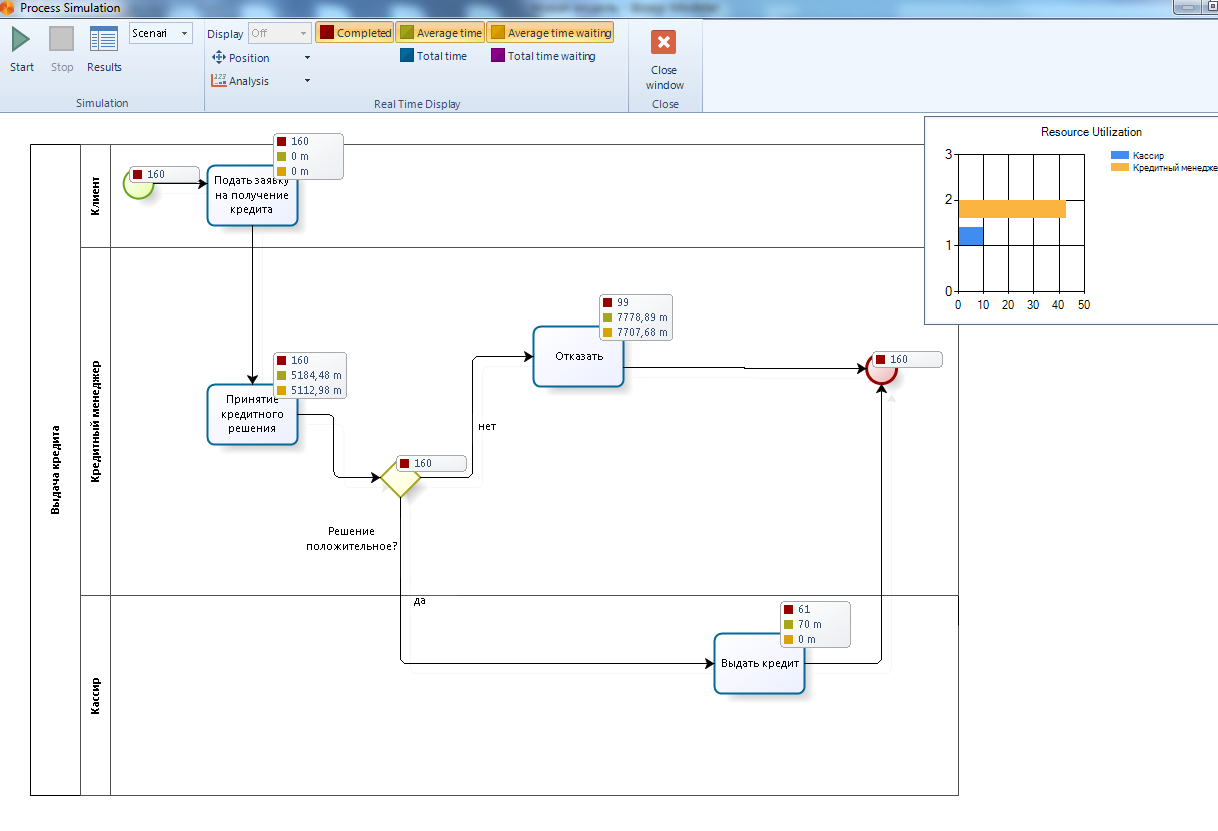 Process Simulation
Start
Stop
Results
Scenari
Simulation
Display
Off
Position
Analysis
Completed
Average time
Average time waiting
Total time
Total time waiting
Real Time Display
Close
window
Close
Resource Utilization
3
2
1
0
0 10 20 30 40 50
Кассир
Кредитный менедже
Выдача кредита
Клиент
160
160
0 m
0 m
Подать заявку
на получение
кредита
Кредитный менеджер
160
5184,48 m
5112,98 m
Принятие
кредитного
решения
160
Решение
положительное?
нет
99
7778,89 m
7707,68 m
Отказать
160
да
Кассир
61
70 m
0 m
Выдать кредит